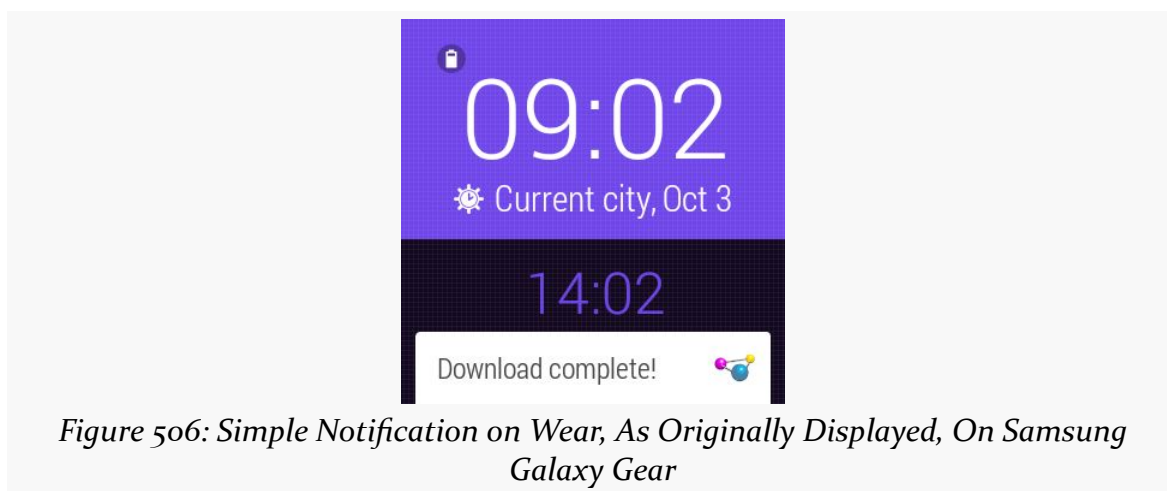 09:02
Current city, Oct 3
14:02
Download complete!
Figure 506: Simple Notification on Wear, As Originally Displayed, On Samsung
Galaxy Gear